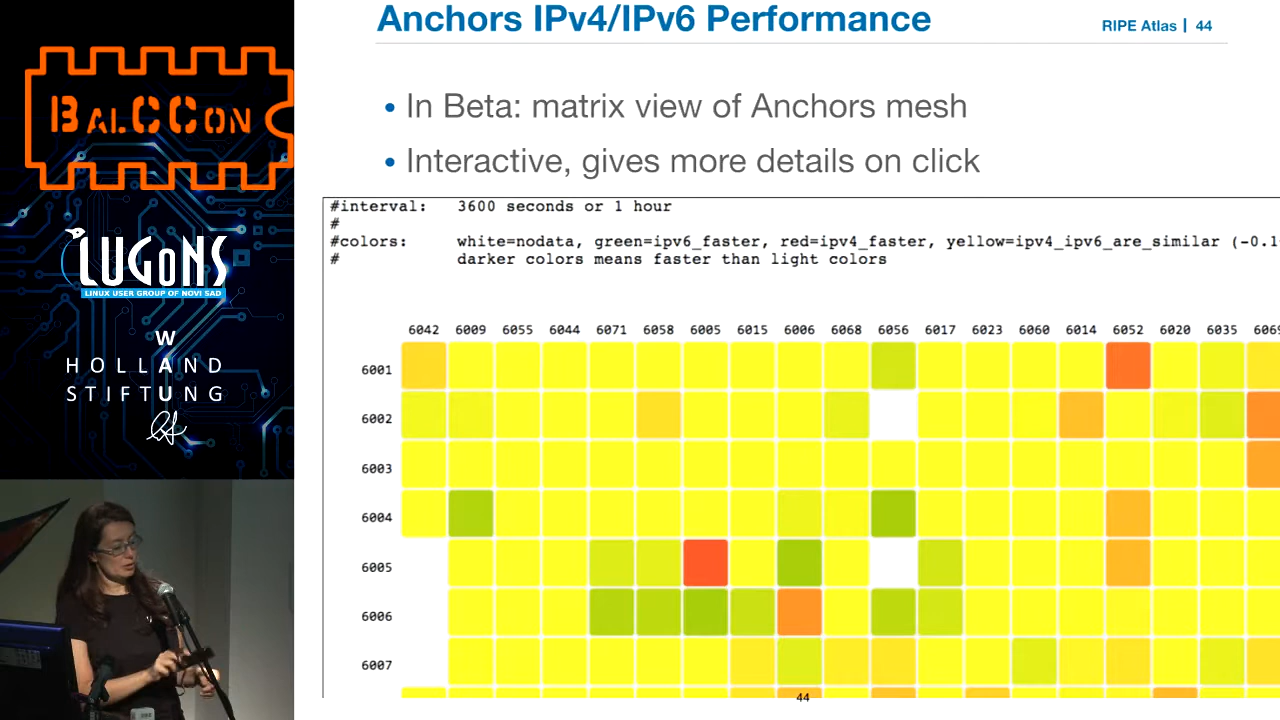 BALCCON
LUGONS
LINUX USER GROUP OF NOVI SAD
W
HOLLAND
A
STIFTUNG
Anchors IPv4/IPv6 Performance
RIPE Atlas | 44
• In Beta: matrix view of Anchors mesh
• Interactive, gives more details on click
#interval: 3600 seconds or 1 hour
#
#colors: white=nodata, green=ipv6_faster, red=ipv4_faster, yellow=ipv4_ipv6_are_similar
# darker colors means faster than light colors
6042 6009 6055 6044 6071 6058 6005 6015 6006 6068 6056 6017 6023 6060 6014 6052 6020 6035 6069
6001
6002
6003
6004
6005
6006
6007
44